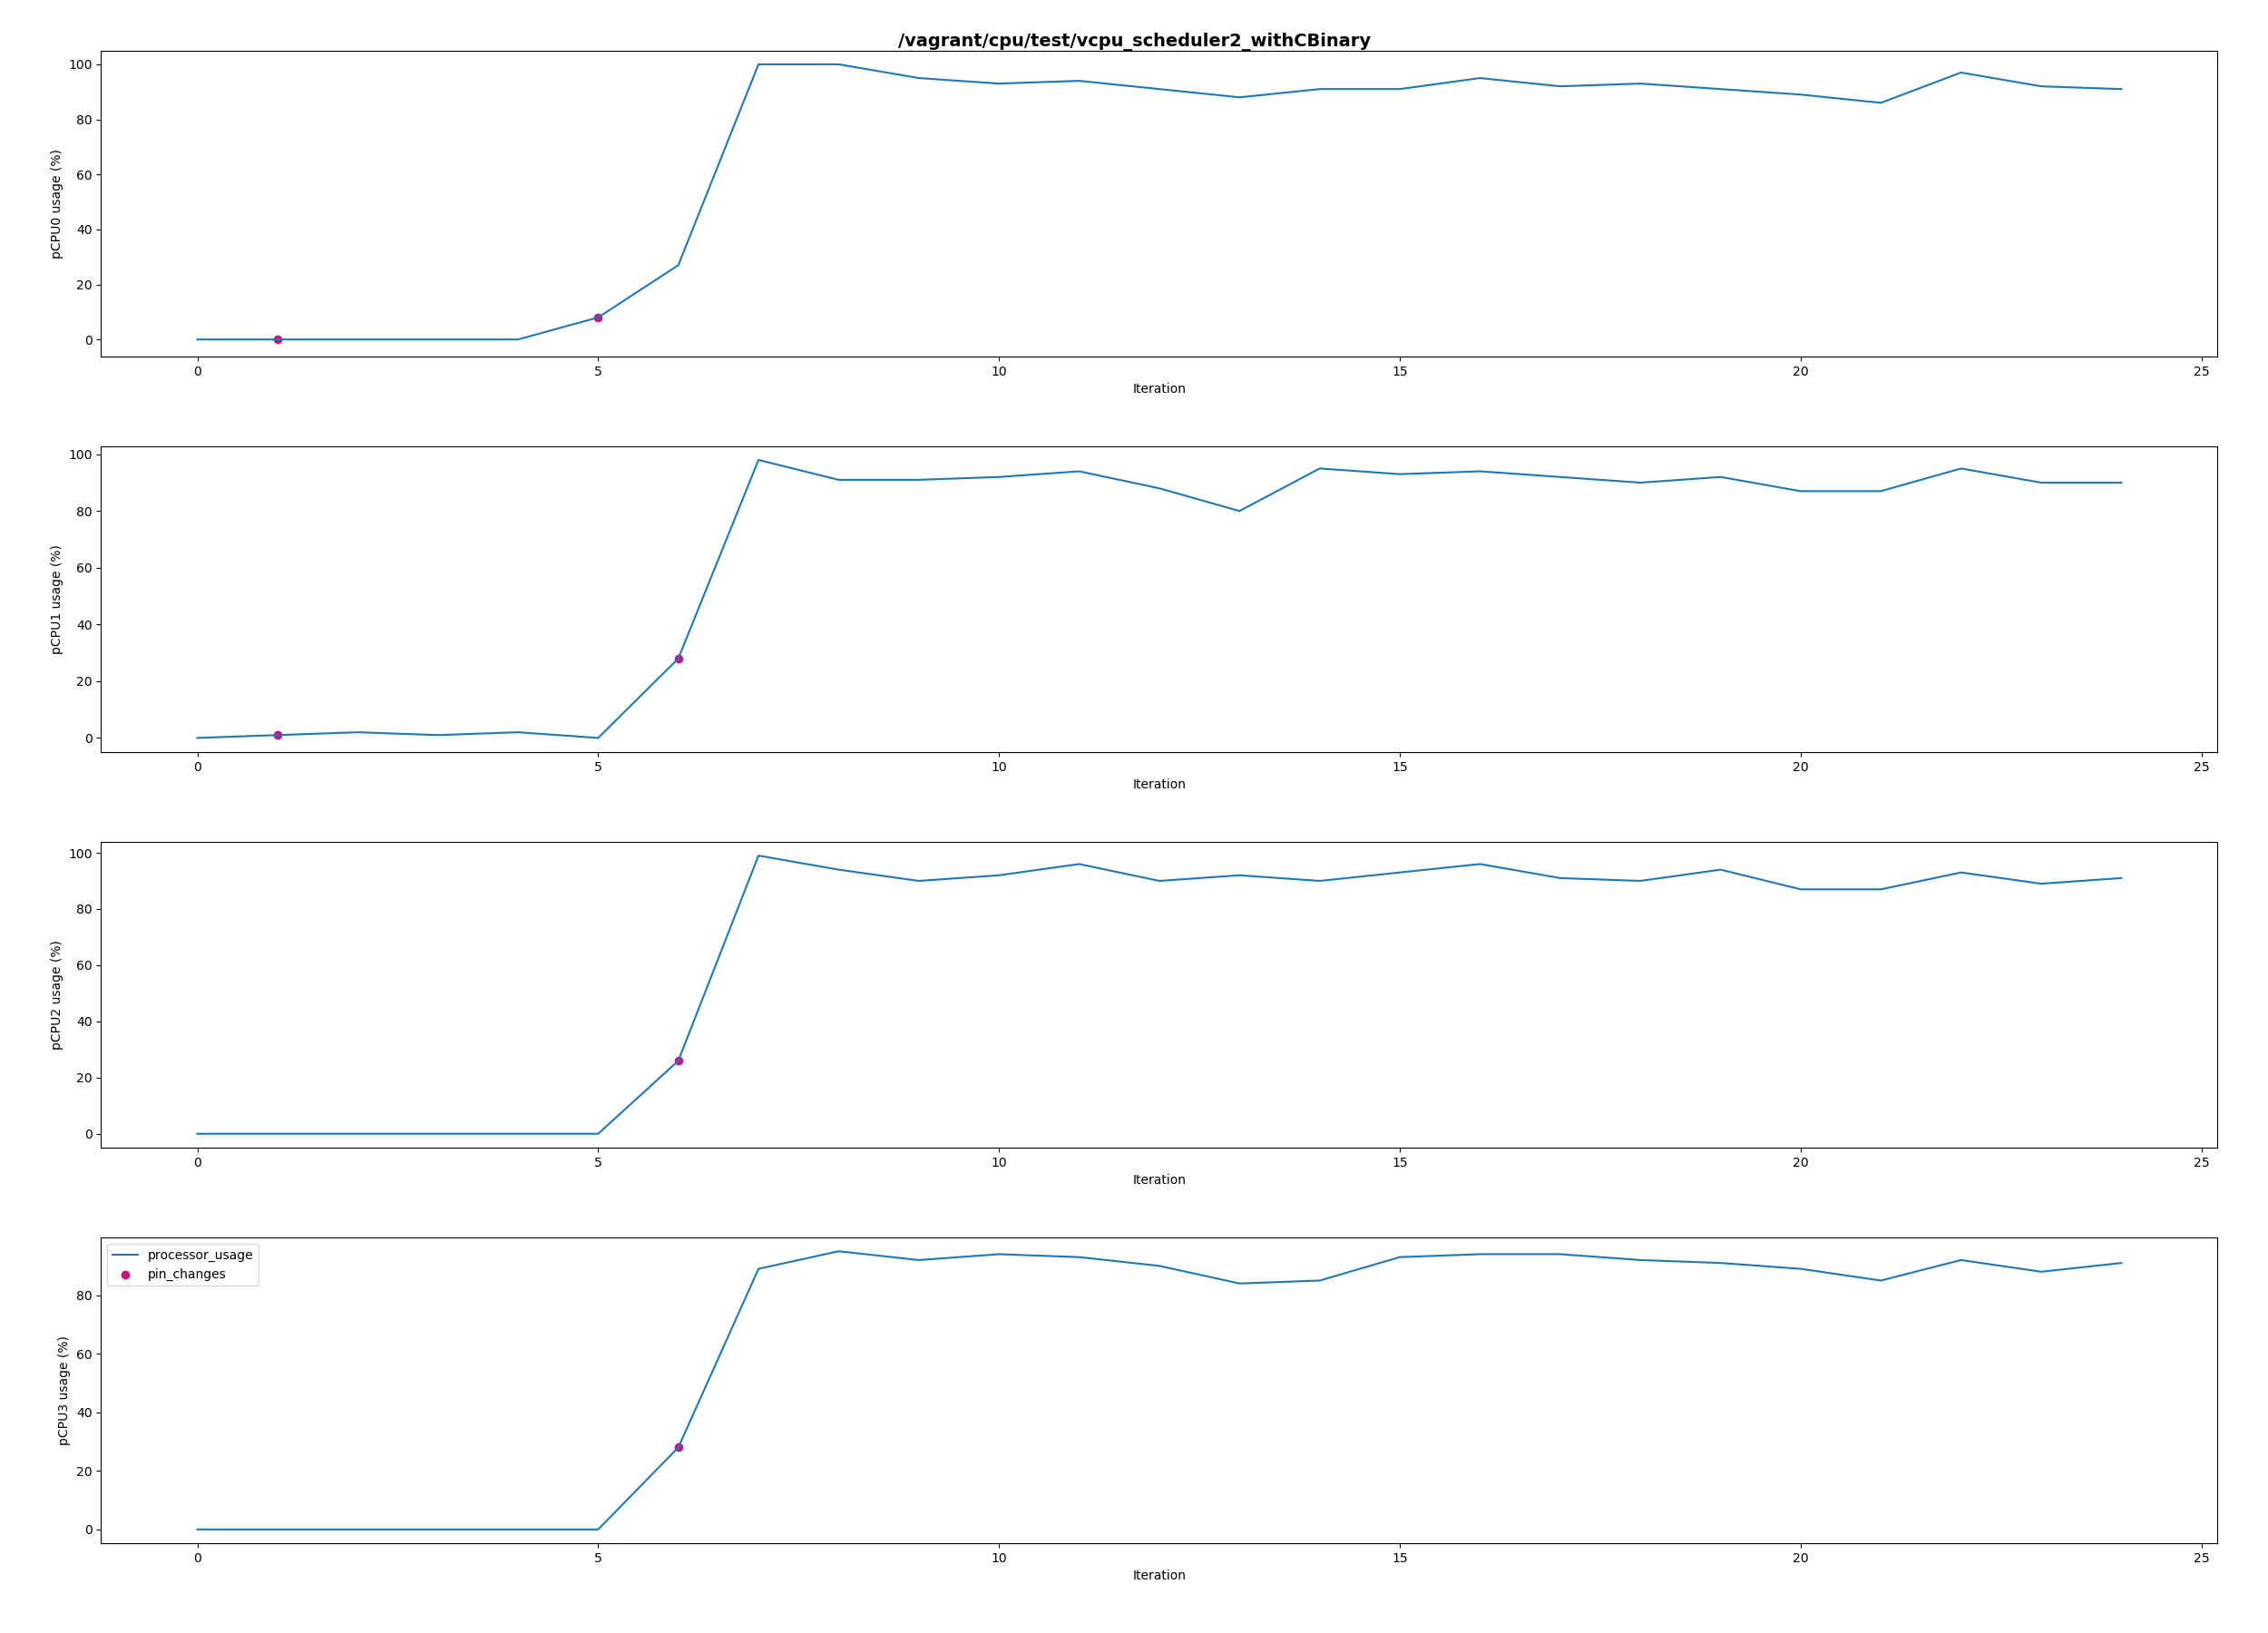 /vagrant/cpu/test/vcpu_scheduler2_withCBinary
100
80
60
40
20
0
pCPU0 usage (%)
0 5 10 15 20 25
Iteration
100
80
60
40
20
0
pCPU1 usage (%)
0 5 10 15 20 25
Iteration
100
80
60
40
20
0
pCPU2 usage (%)
0 5 10 15 20 25
Iteration
processor_usage
pin_changes
80
60
40
20
0
pCPU3 usage (%)
0 5 10 15 20 25
Iteration